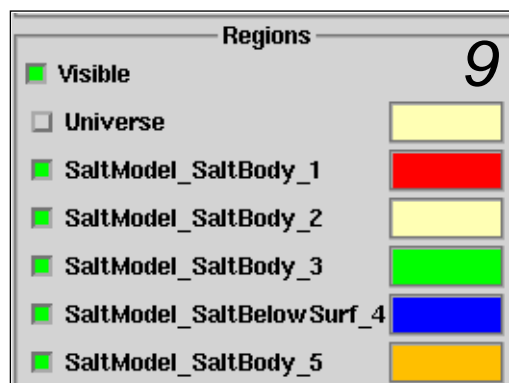 Regions
9
Visible
Universe
SaltModel_SaltBody_1
SaltModel_SaltBody_2
SaltModel_SaltBody_3
SaltModel_SaltBelowSurf_4
SaltModel_SaltBody_5